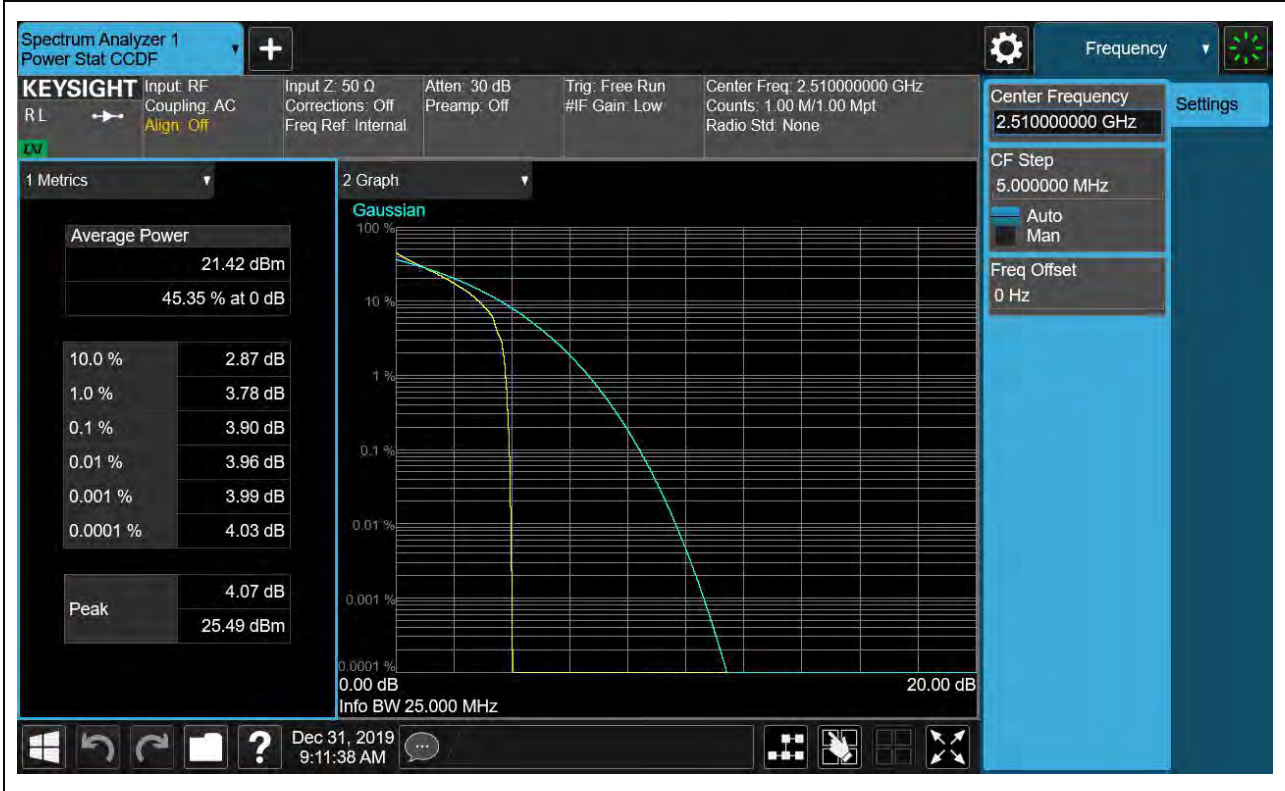 Spectrum Analyzer 1
Power Stat CCDF
+
Frequency
KEYSIGHT
RL
Input: RF
Coupling: AC
Align: Off
Input Z: 50 Ω
Corrections: Off
Freq Ref: Internal
Atten: 30 dB
Preamp: Off
Trig: Free Run
#IF Gain: Low
Center Freq: 2.510000000 GHz
Counts: 1.00 M/1.00 Mpt
Radio Std: None
Center Frequency
2.510000000 GHz
Settings
CF Step
5.000000 MHz
Auto
Man
Freq Offset
0 Hz
1 Metrics
Average Power
21.42 dBm
45.35 % at 0 dB
10.0 % 2.87 dB
1.0 % 3.78 dB
0.1 % 3.90 dB
0.01 % 3.96 dB
0.001 % 3.99 dB
0.0001 % 4.03 dB
Peak
4.07 dB
25.49 dBm
2 Graph
Gaussian
100 %
10 %
1 %
0.1 %
0.01 %
0.001 %
0.0001 %
0.00 dB 20.00 dB
Info BW 25.000 MHz
?
Dec 31, 2019
9:11:38 AM